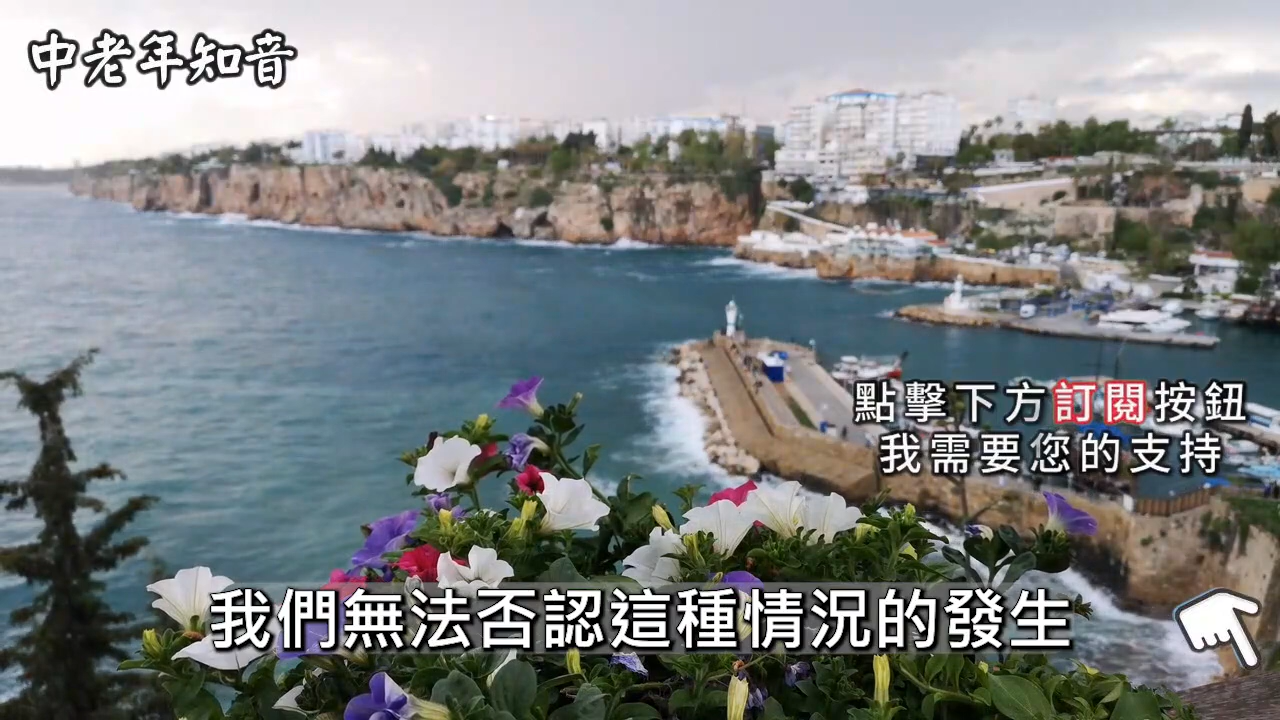 中老年知音
點擊下方訂閱按鈕
我需要您的支持
我們無法否認這種情況的發生